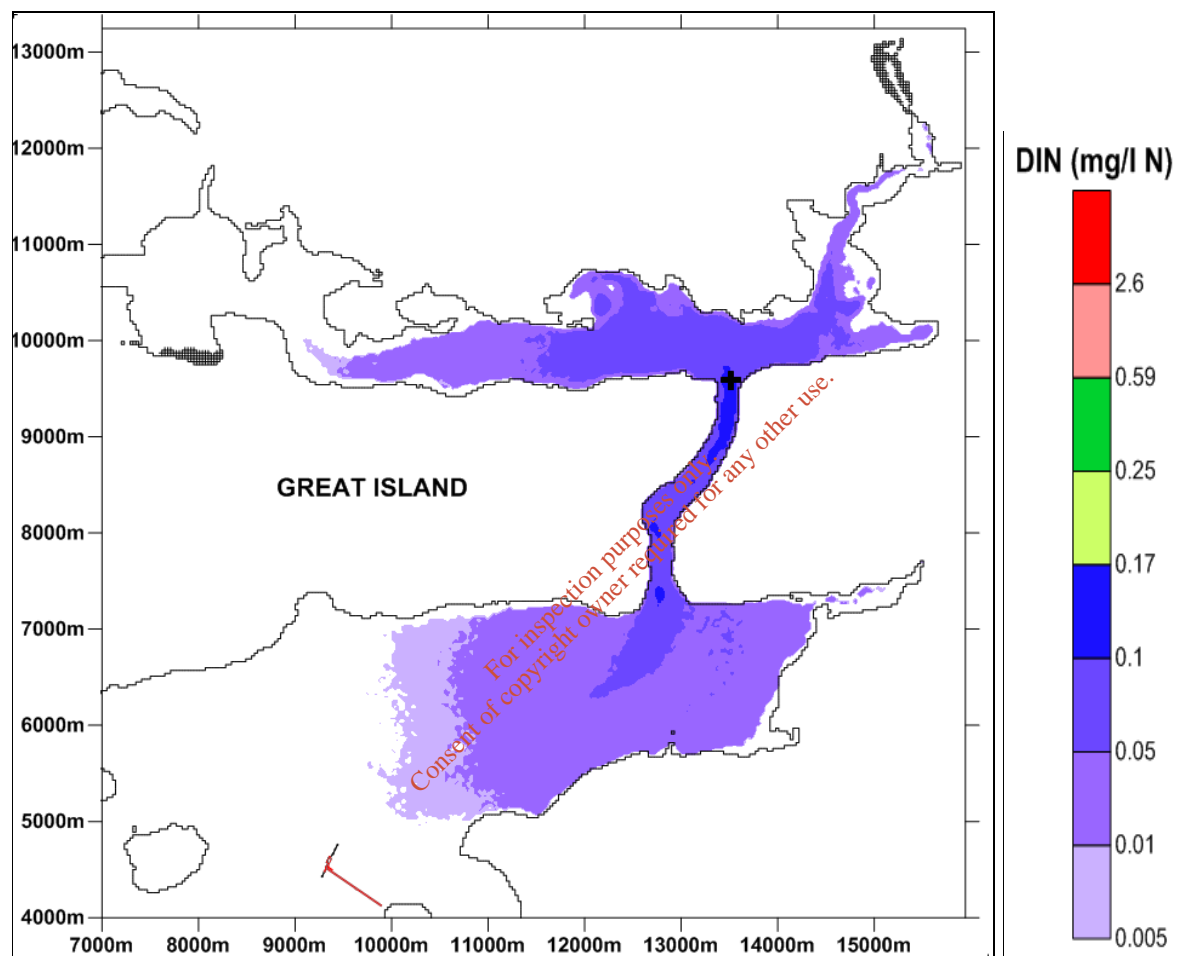 13000m
12000m
11000m
10000m
9000m
8000m
7000m
6000m
5000m
4000m
7000m 8000m 9000m 10000m 11000m 12000m 13000m 14000m 15000m
GREAT ISLAND
For inspection purposes only.
Consent of copyright owner required for any other use.
DIN (mg/l N)
2.6
0.59
0.25
0.17
0.1
0.05
0.01
0.005